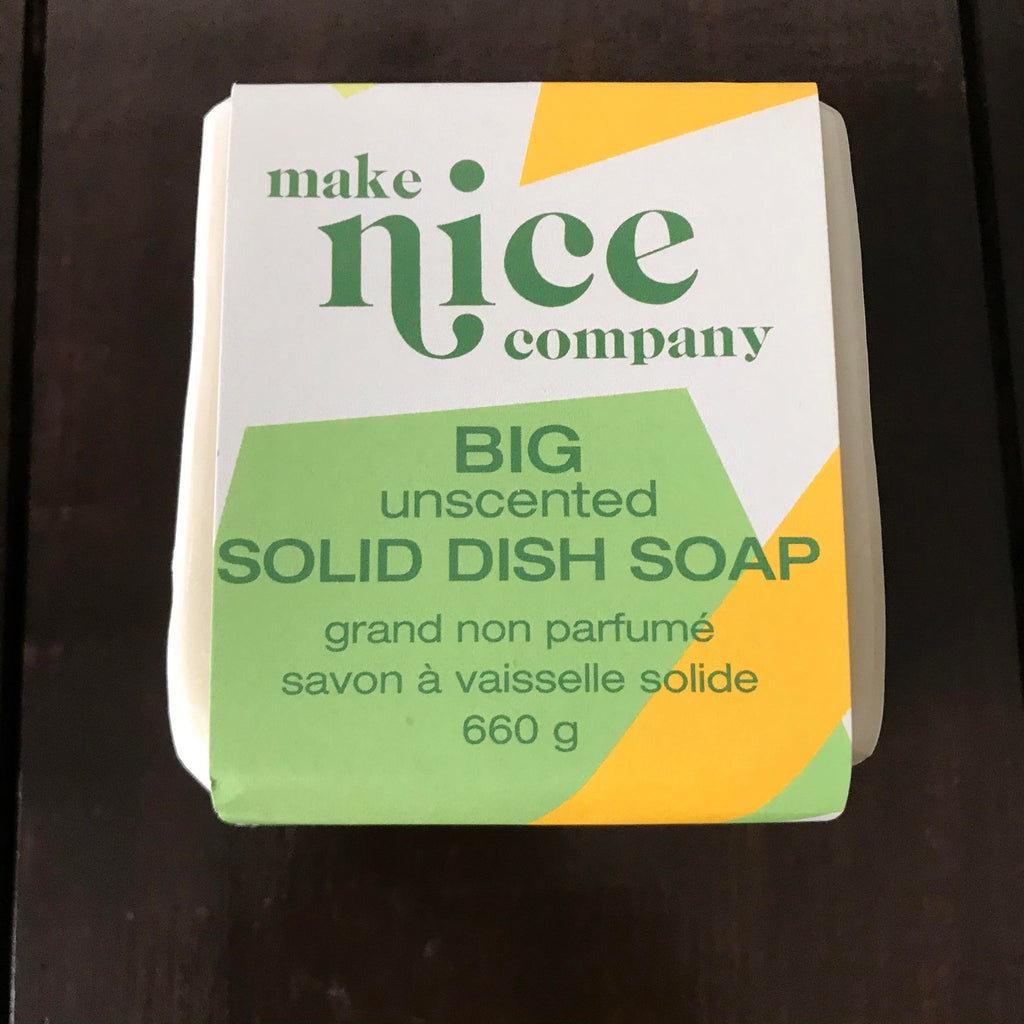 make
nice
company
BIG
unscented
SOLID DISH SOAP
grand non parfumé
savon à vaisselle solide
660 g